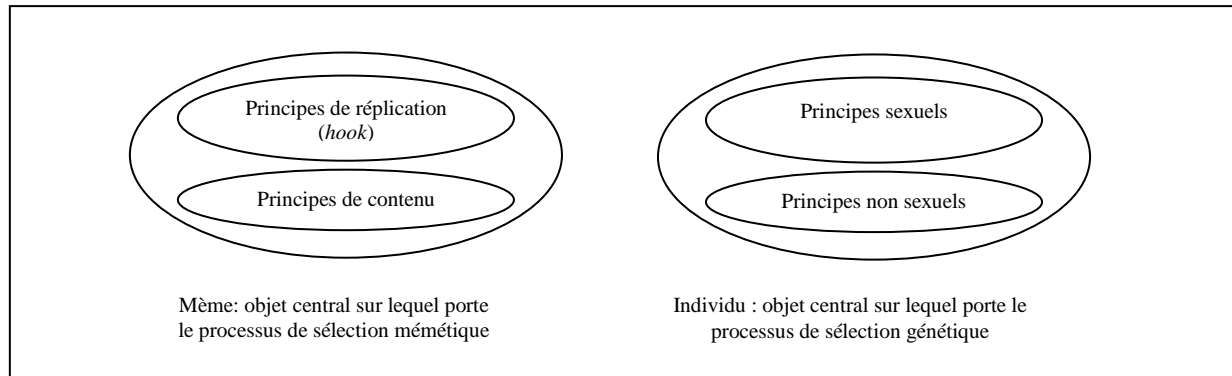 Principes de réplication
(hook)
Principes de contenu
Mème: objet central sur lequel porte
le processus de sélection mémétique
Principes sexuels
Principes non sexuels
Individu : objet central sur lequel porte le
processus de sélection génétique